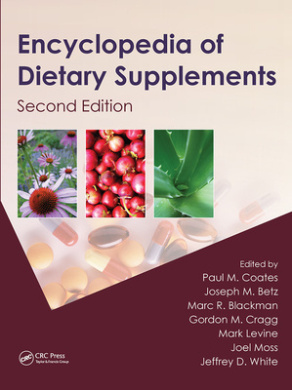 Encyclopedia of
Dietary Supplements
Second Edition
Edited by
Paul M. Coates
Joseph M. Betz
Marc R. Blackman
Gordon M. Cragg
Mark Levine
Joel Moss
Jeffrey D. White
CRC Press
Taylor & Francis Group